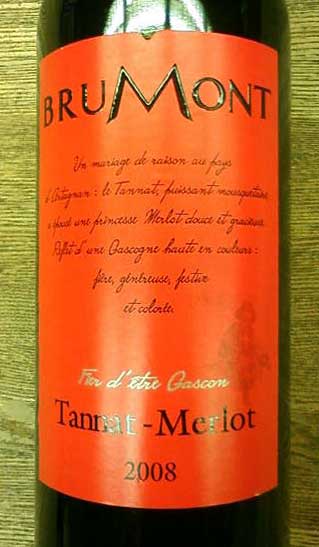 BRUMONT
Un mariage de raison au pays
d'Artagnan : le Tannat, puissant mousquetaire
a épousé une princesse Merlot douce et gracieuse.
Reflet d'une Gascogne haute en couleurs :
fière, généreuse, festive
et colorée.
Fier d'être Gascon
Tannat-Merlot
2008